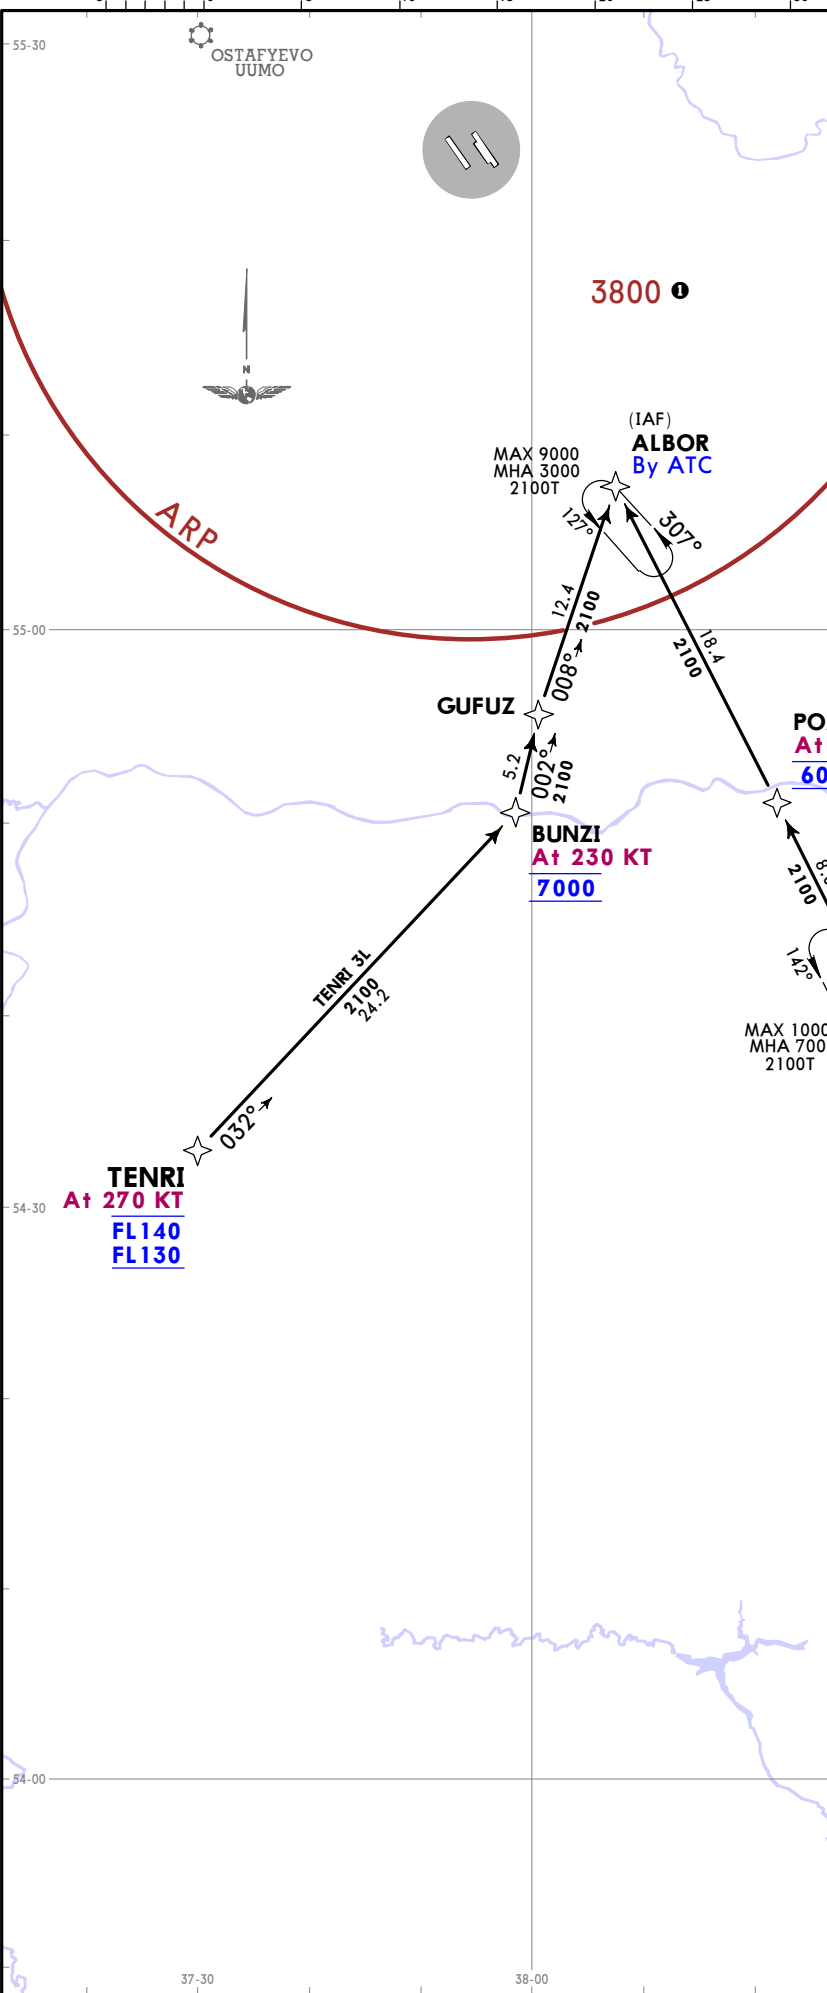 55-30
OSTAFYEVO
UUMO
3800 1
N
(IAF)
ALBOR
By ATC
MAX 9000
MHA 3000
2100T
127°
307°
ARP
12.4
2100
008°
55-00
18.4
2100
GUFUZ
5.2
002°
2100
At
60
BUNZI
At 230 KT
7000
2100
142°
TENRI 3L
2100
24.2
MAX 1000
MHA 700
2100T
032°
TENRI
At 270 KT
54-30
FL140
FL130
54-00
37-30
38-00